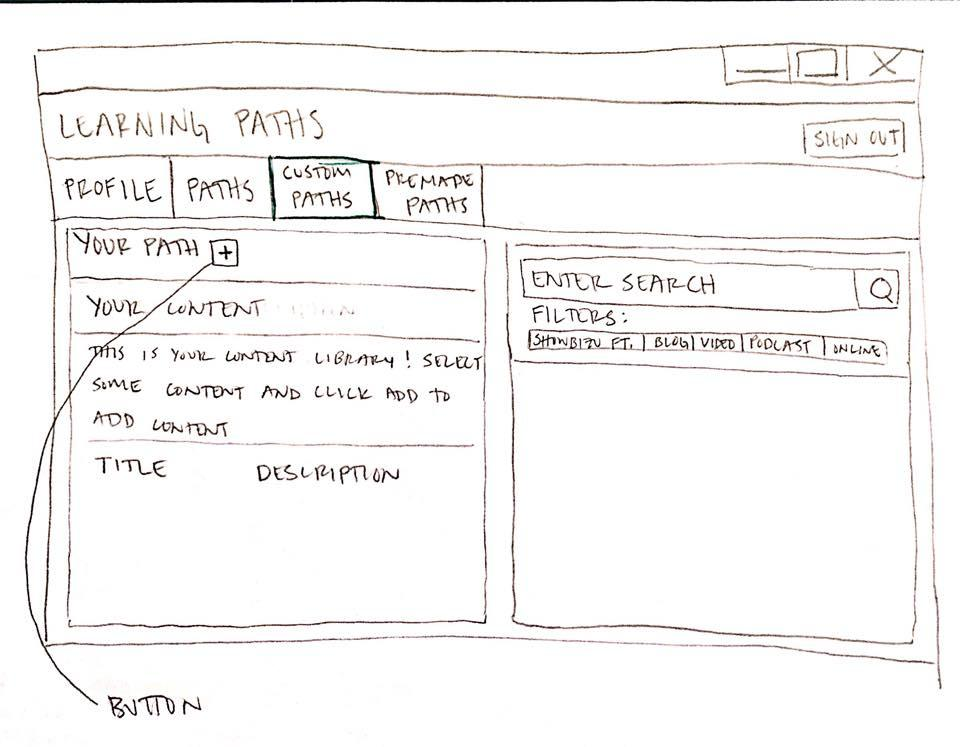 LEARNING PATHS
SIGN OUT
PROFILE
PATHS
CUSTOM
PATHS
PREMADE
PATHS
YOUR PATH +
YOUR CONTENT
THIS IS YOUR CONTENT LIBRARY! SELECT
SOME CONTENT AND CLICK ADD TO
ADD CONTENT
TITLE DESCRIPTION
ENTER SEARCH
FILTERS:
FT. BLOG VIDEO PODCAST ONLINE
BUTTON